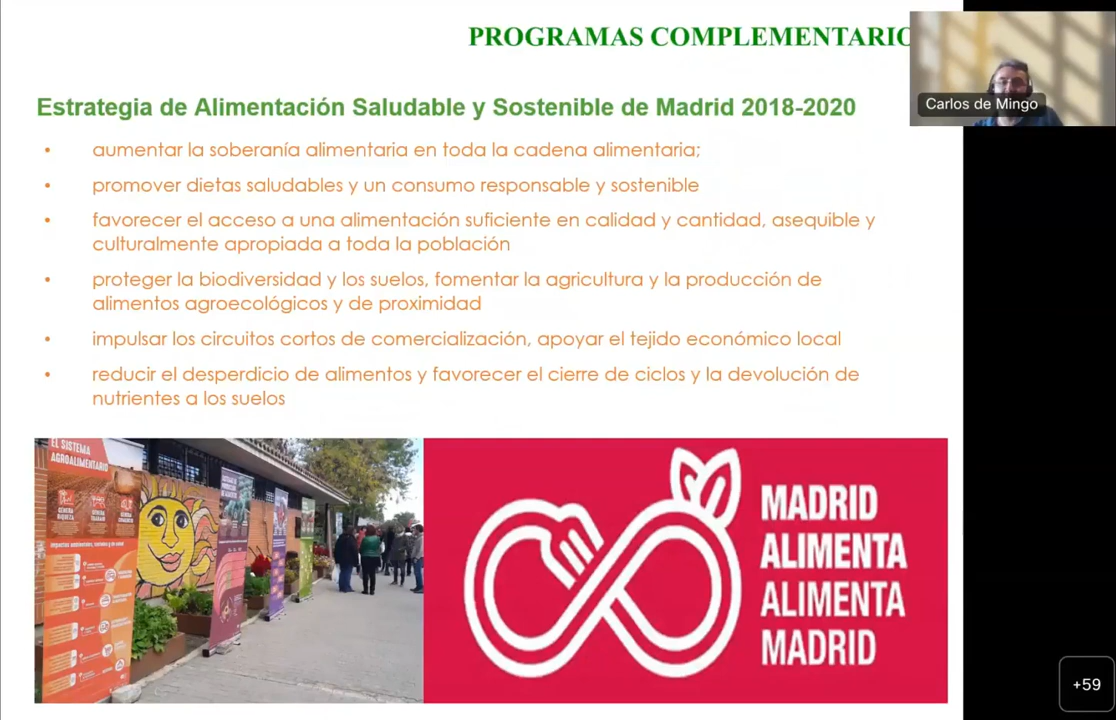 PROGRAMAS COMPLEMENTARIO
Carlos de Mingo
Estrategia de Alimentación Saludable y Sostenible de Madrid 2018-2020
• aumentar la soberanía alimentaria en toda la cadena alimentaria;
• promover dietas saludables y un consumo responsable y sostenible
• favorecer el acceso a una alimentación suficiente en calidad y cantidad, asequible y
culturalmente apropiada a toda la población
• proteger la biodiversidad y los suelos, fomentar la agricultura y la producción de
alimentos agroecológicos y de proximidad
• impulsar los circuitos cortos de comercialización, apoyar el tejido económico local
• reducir el desperdicio de alimentos y favorecer el cierre de ciclos y la devolución de
nutrientes a los suelos
EL SISTEMA
AGROALIMENTARIO
MADRID
ALIMENTA
ALIMENTA
MADRID
+59